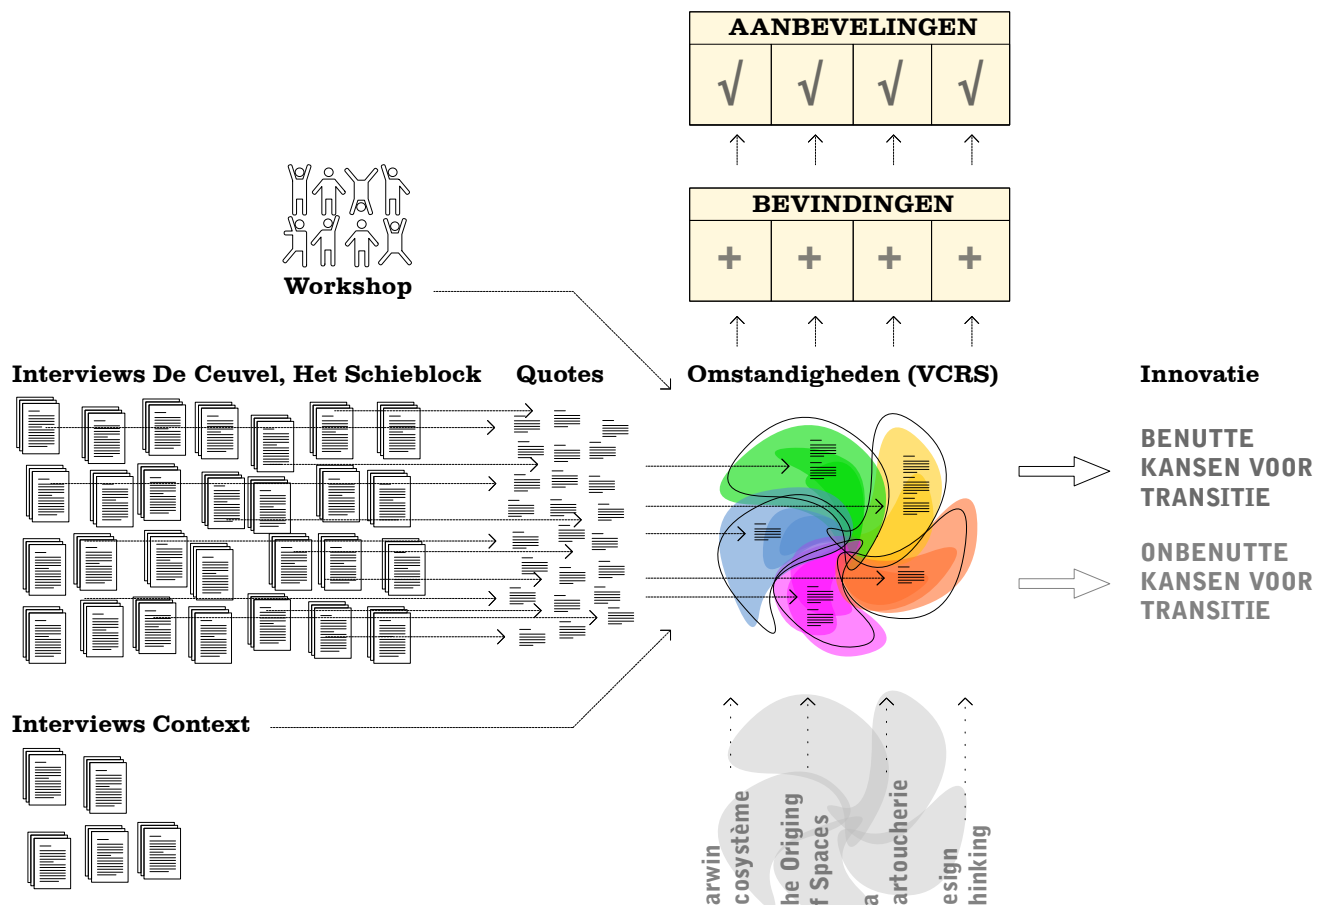 AANBEVELINGEN
√ √ √ √
BEVINDINGEN
+ + + +
Workshop
Interviews De Ceuvel, Het Schieblock
Quotes
Omstandigheden (VCRS)
Innovatie
BENUTTE
KANSEN VOOR
TRANSITIE
ONBENUTTE
KANSEN VOOR
TRANSITIE
Interviews Context
arwin
cosystème
he Origing
f Spaces
a
artoucherie
esign
hinking